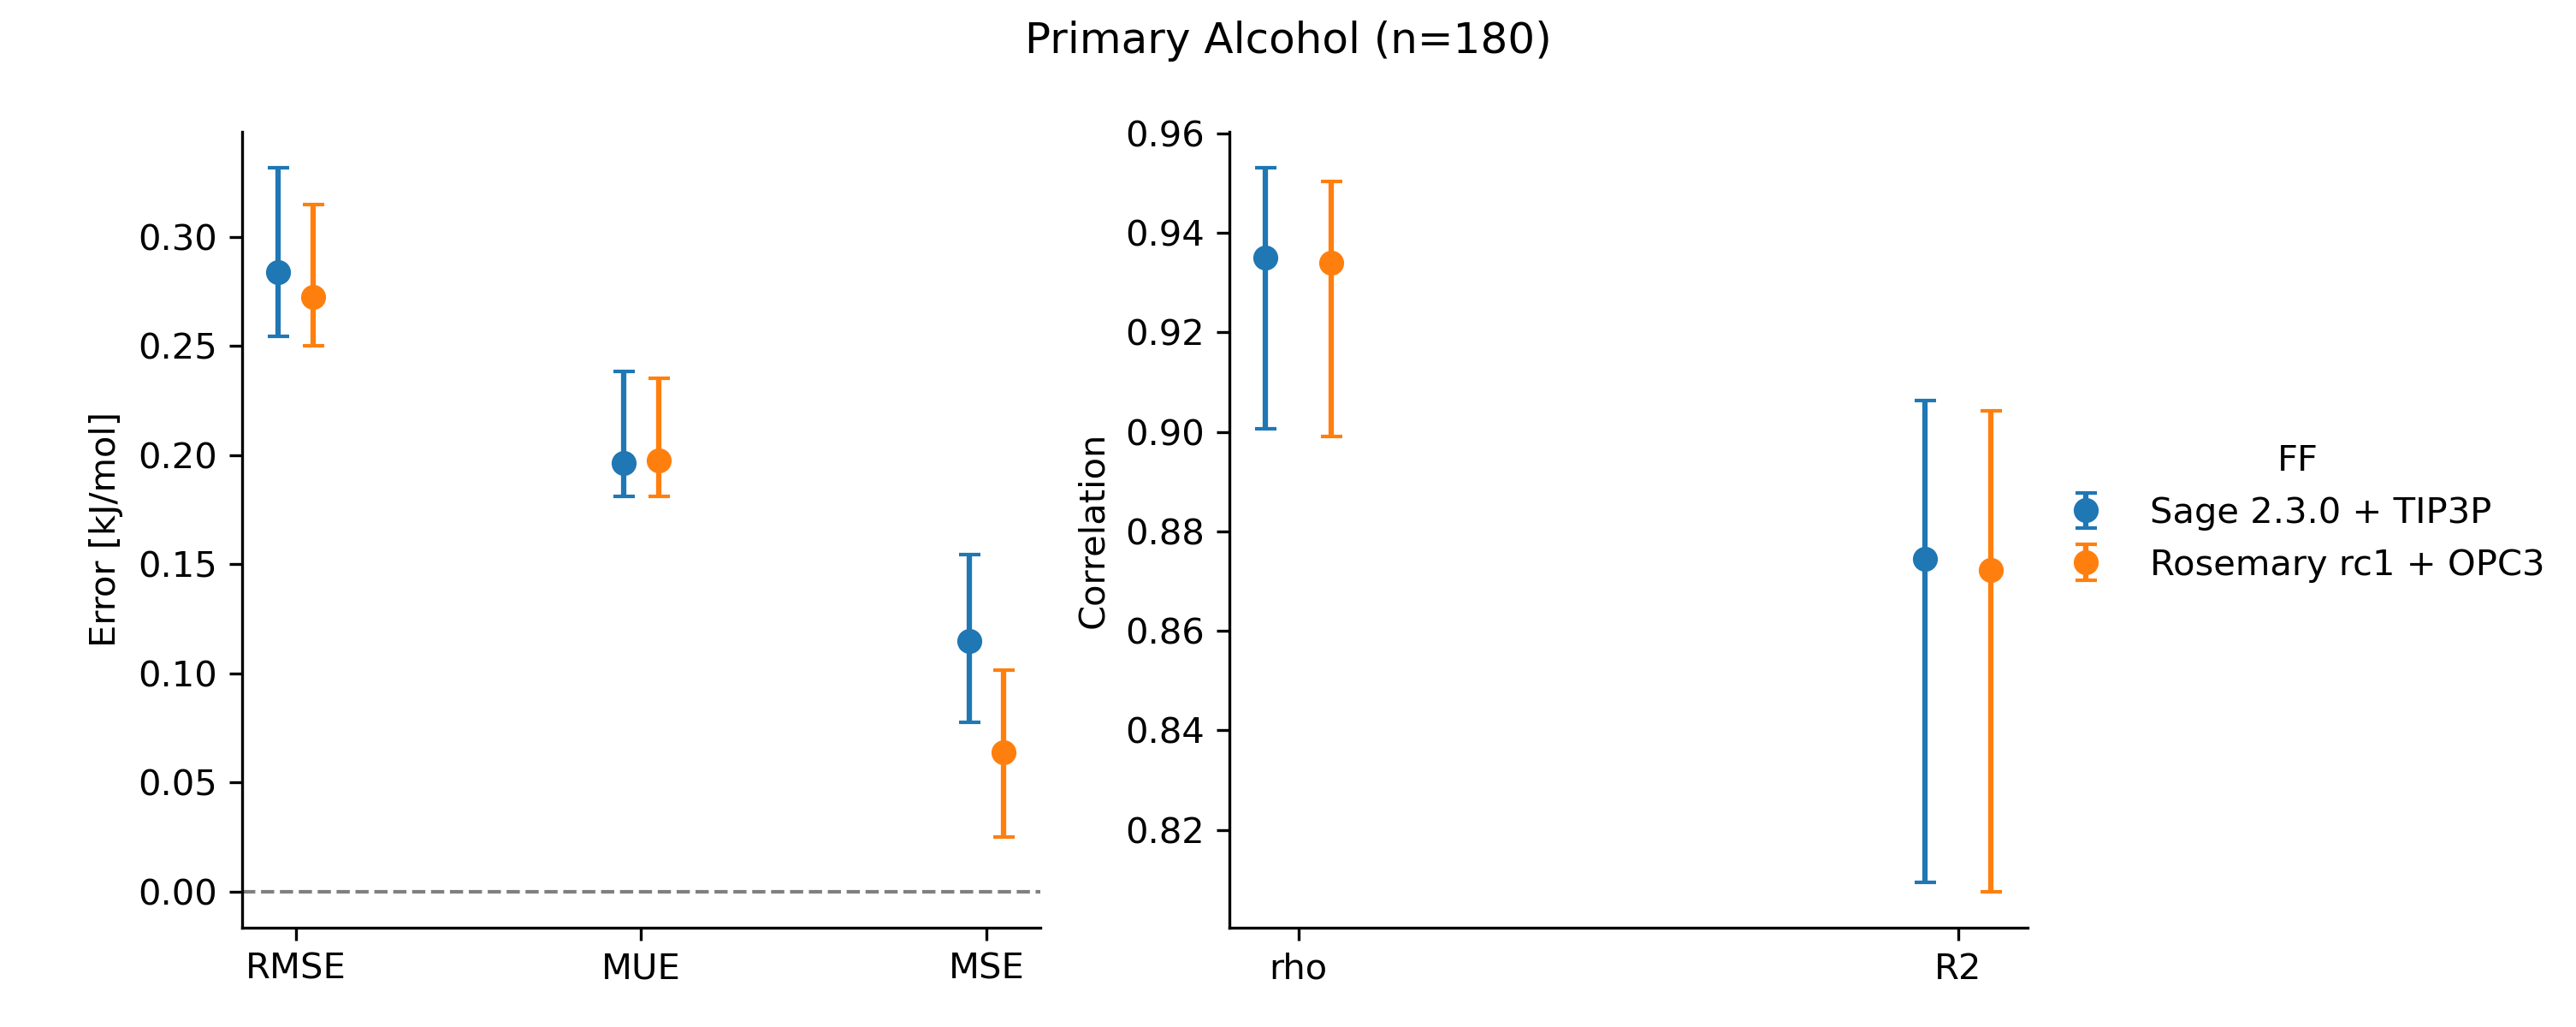 Primary Alcohol (n=180)
Error [kJ/mol]
0.30
0.25
0.20
0.15
0.10
0.05
0.00
RMSE MUE MSE
Correlation
0.96
0.94
0.92
0.90
0.88
0.86
0.84
0.82
rho R2
FF
Sage 2.3.0 + TIP3P
Rosemary rc1 + OPC3